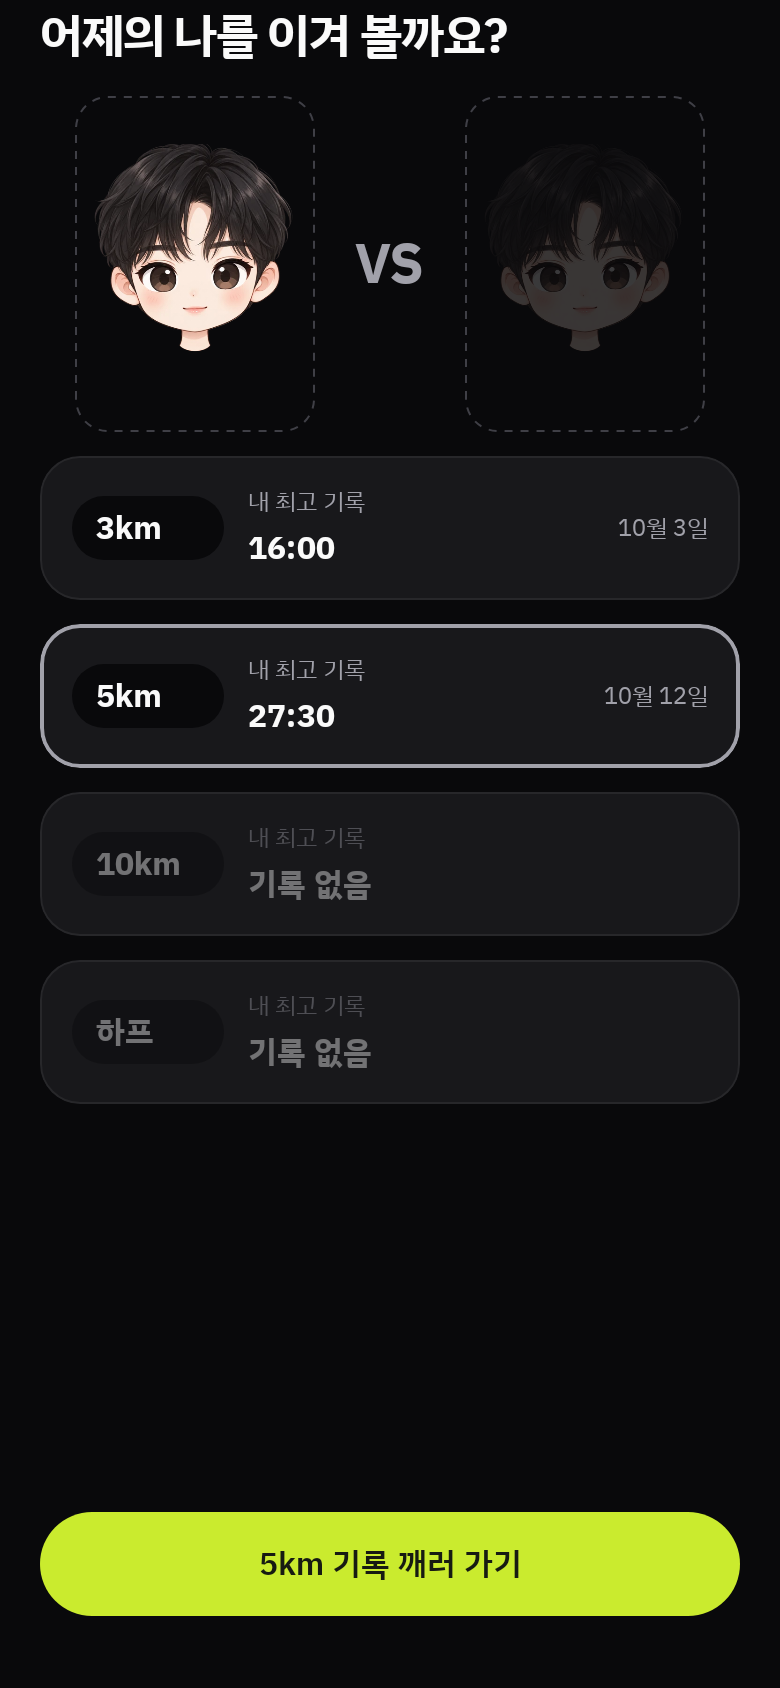 어제의 나를 이겨 볼까요?
VS
3km
내 최고 기록
16:00
10월 3일
5km
내 최고 기록
27:30
10월 12일
10km
내 최고 기록
기록 없음
하프
내 최고 기록
기록 없음
5km 기록 깨러 가기